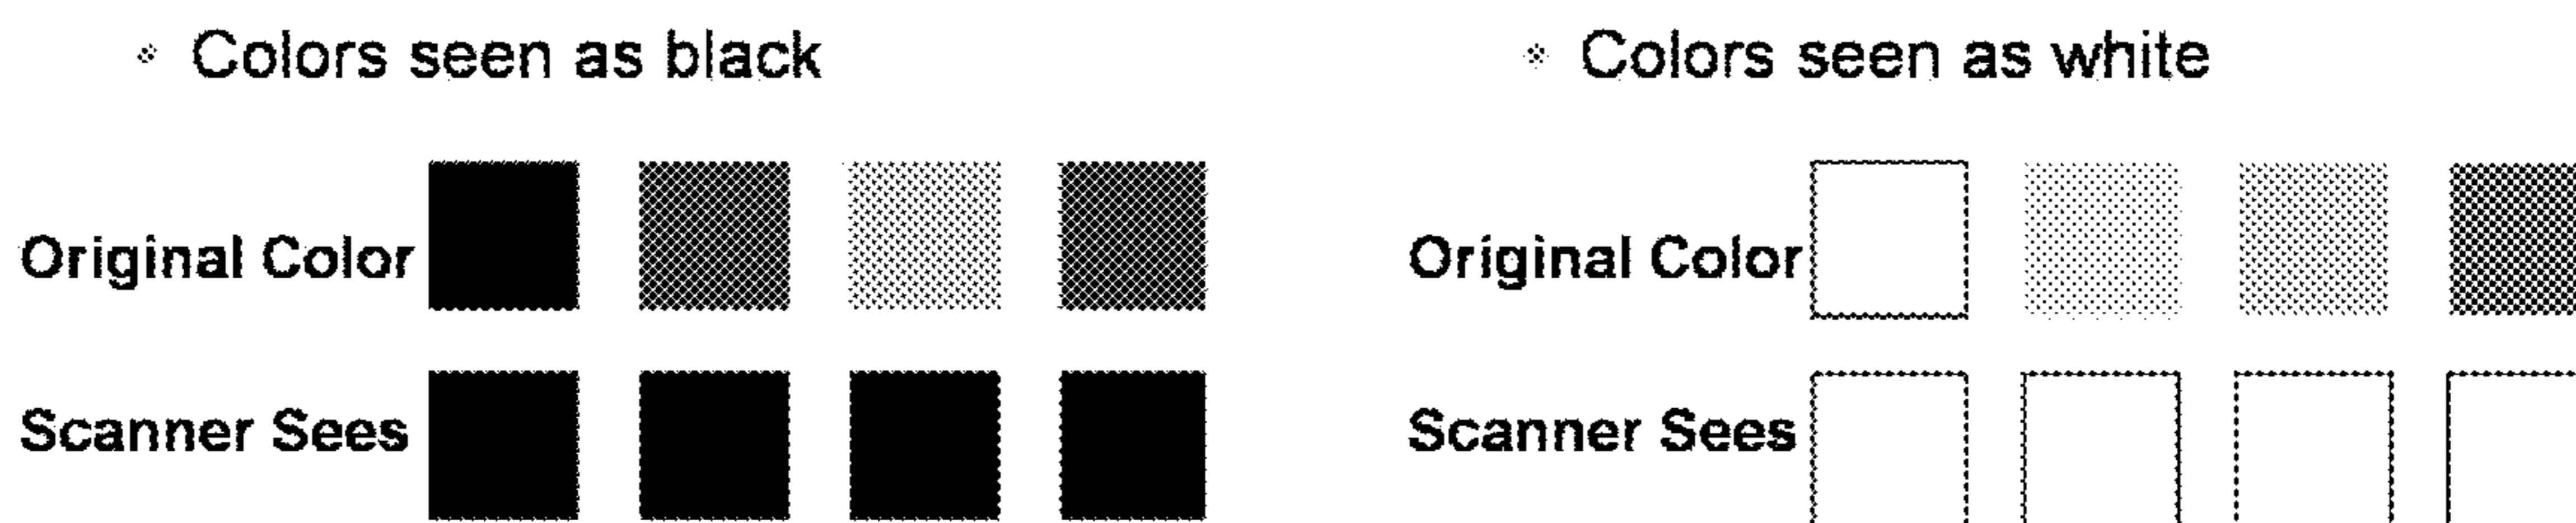 Colors seen as black
Original Color
Scanner Sees
Colors seen as white
Original Color
Scanner Sees